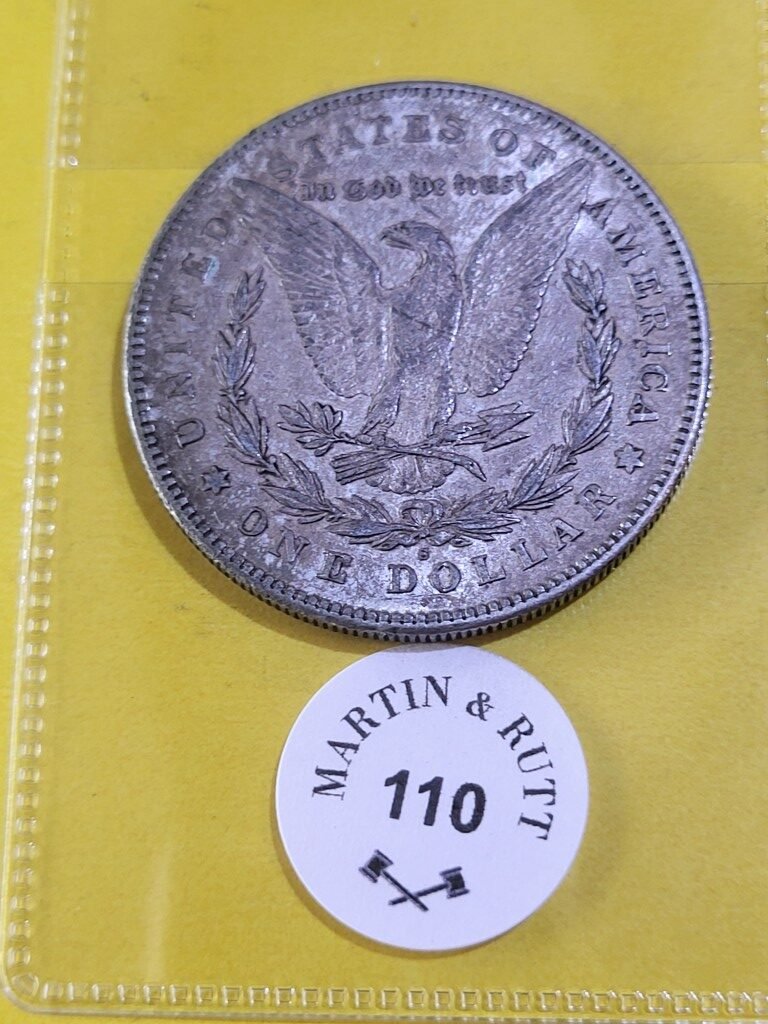 UNITED STATES OF AMERICA
In God we trust
S
ONE DOLLAR
MARTIN & RUTT
110